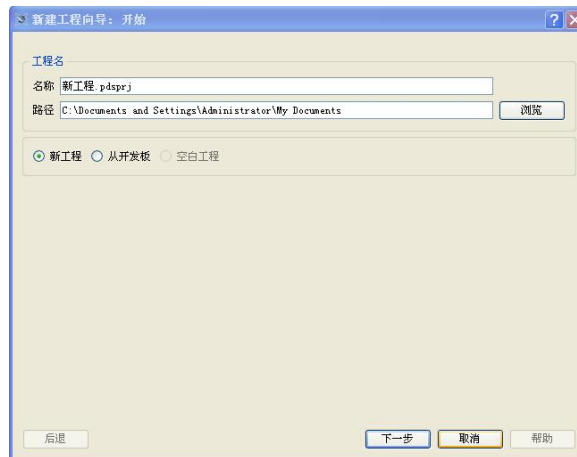 新建工程向导: 开始
工程名
名称 新工程.pdsprj
路径 C:\Documents and Settings\Administrator\My Documents 浏览
新工程 从开发板 空白工程
后退 下一步 取消 帮助